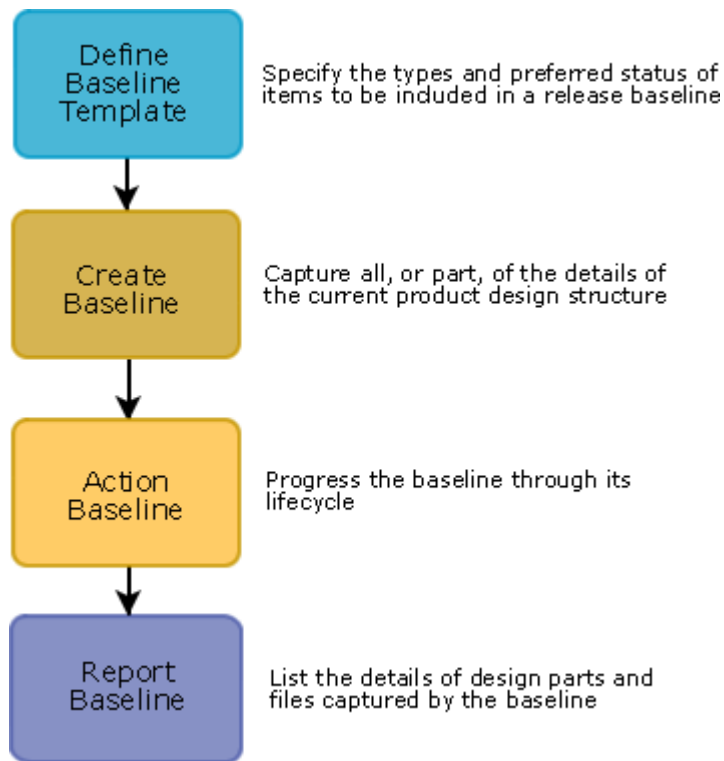 Define
Baseline
Template
Specify the types and preferred status of
items to be included in a release baseline
Create
Baseline
Capture all, or part, of the details of
the current product design structure
Action
Baseline
Progress the baseline through its
lifecycle
Report
Baseline
List the details of design parts and
files captured by the baseline